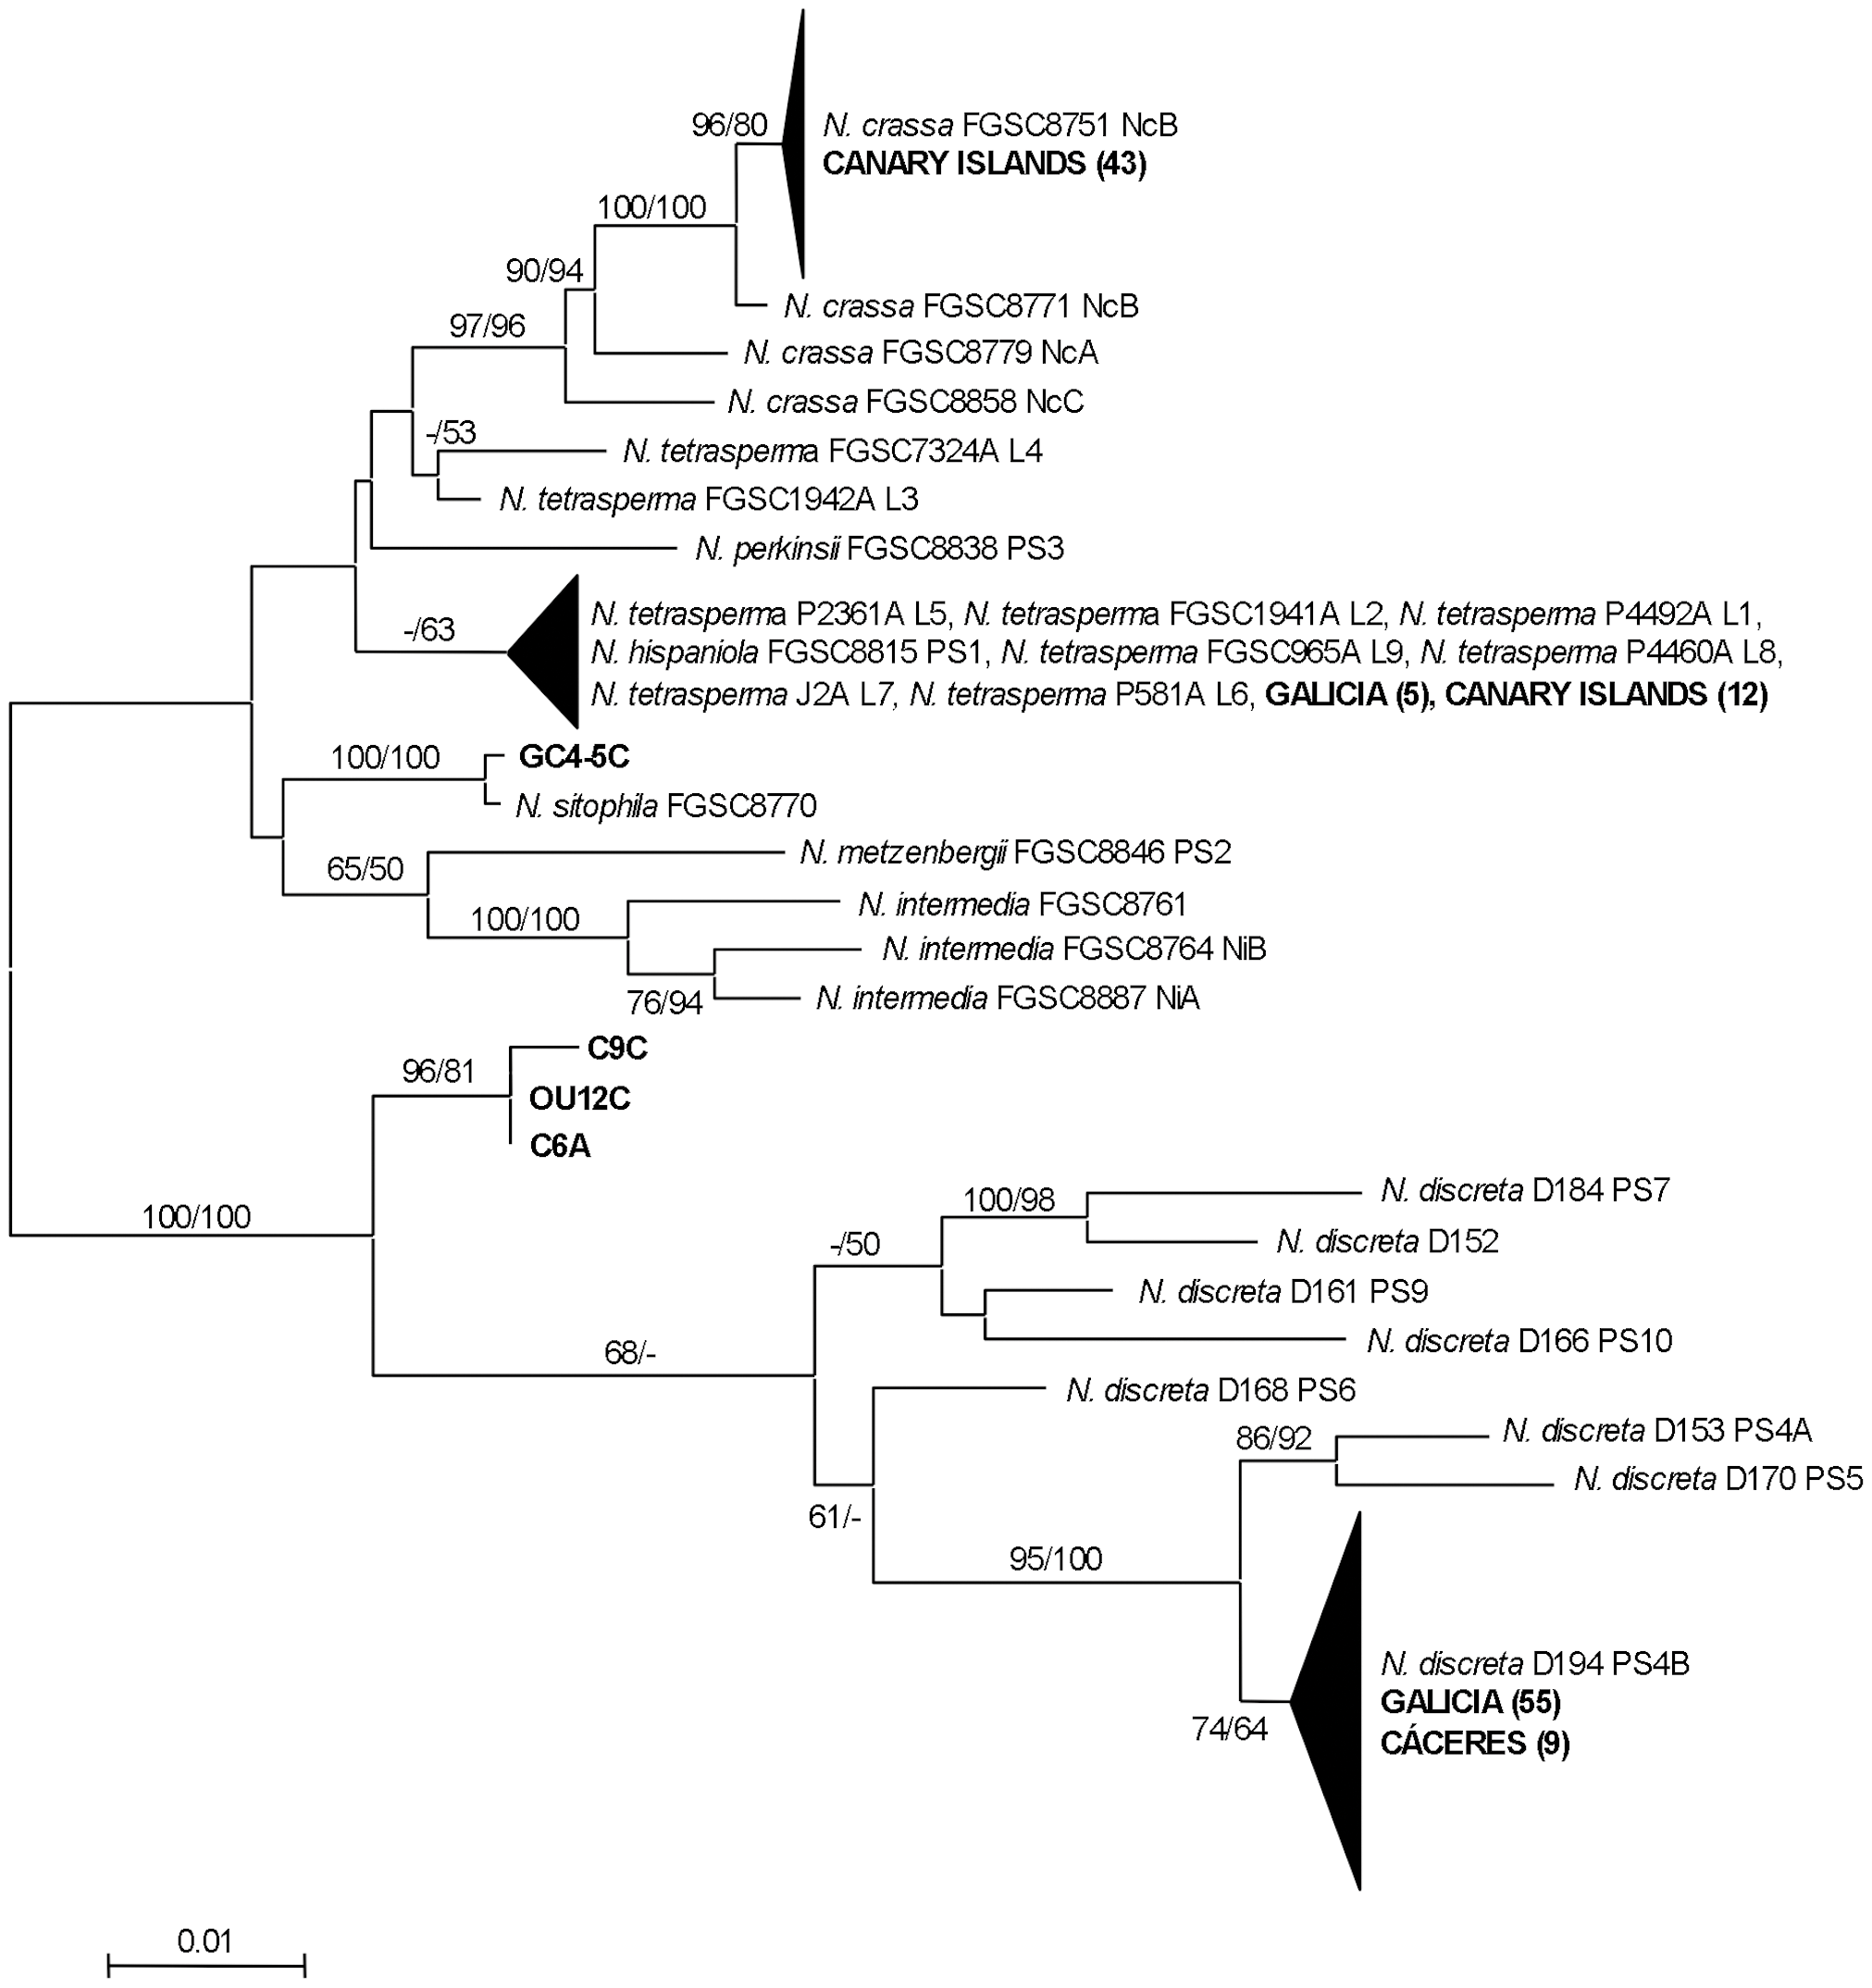 96/80
N. crassa FGSC8751 NcB
CANARY ISLANDS (43)
100/100
90/94
N. crassa FGSC8771 NcB
97/96
N. crassa FGSC8779 NcA
N. crassa FGSC8858 NcC
-/53
N. tetrasperma FGSC7324A L4
N. tetrasperma FGSC1942A L3
N. perkinsii FGSC8838 PS3
-/63
N. tetrasperma P2361A L5, N. tetrasperma FGSC1941A L2, N. tetrasperma P4492A L1,
N. hispaniola FGSC8815 PS1, N. tetrasperma FGSC965A L9, N. tetrasperma P4460A L8,
N. tetrasperma J2A L7, N. tetrasperma P581A L6, GALICIA (5), CANARY ISLANDS (12)
100/100
GC4-5C
N. sitophila FGSC8770
65/50
N. metzenbergii FGSC8846 PS2
N. intermedia FGSC8761
100/100
N. intermedia FGSC8764 NiB
76/94
N. intermedia FGSC8887 NiA
C9C
96/81
OU12C
C6A
N. discreta D184 PS7
100/98
100/100
N. discreta D152
-/50
N. discreta D161 PS9
N. discreta D166 PS10
68/-
N. discreta D168 PS6
N. discreta D153 PS4A
86/92
N. discreta D170 PS5
61/-
95/100
N. discreta D194 PS4B
GALICIA (55)
74/64
CÁCERES (9)
0.01